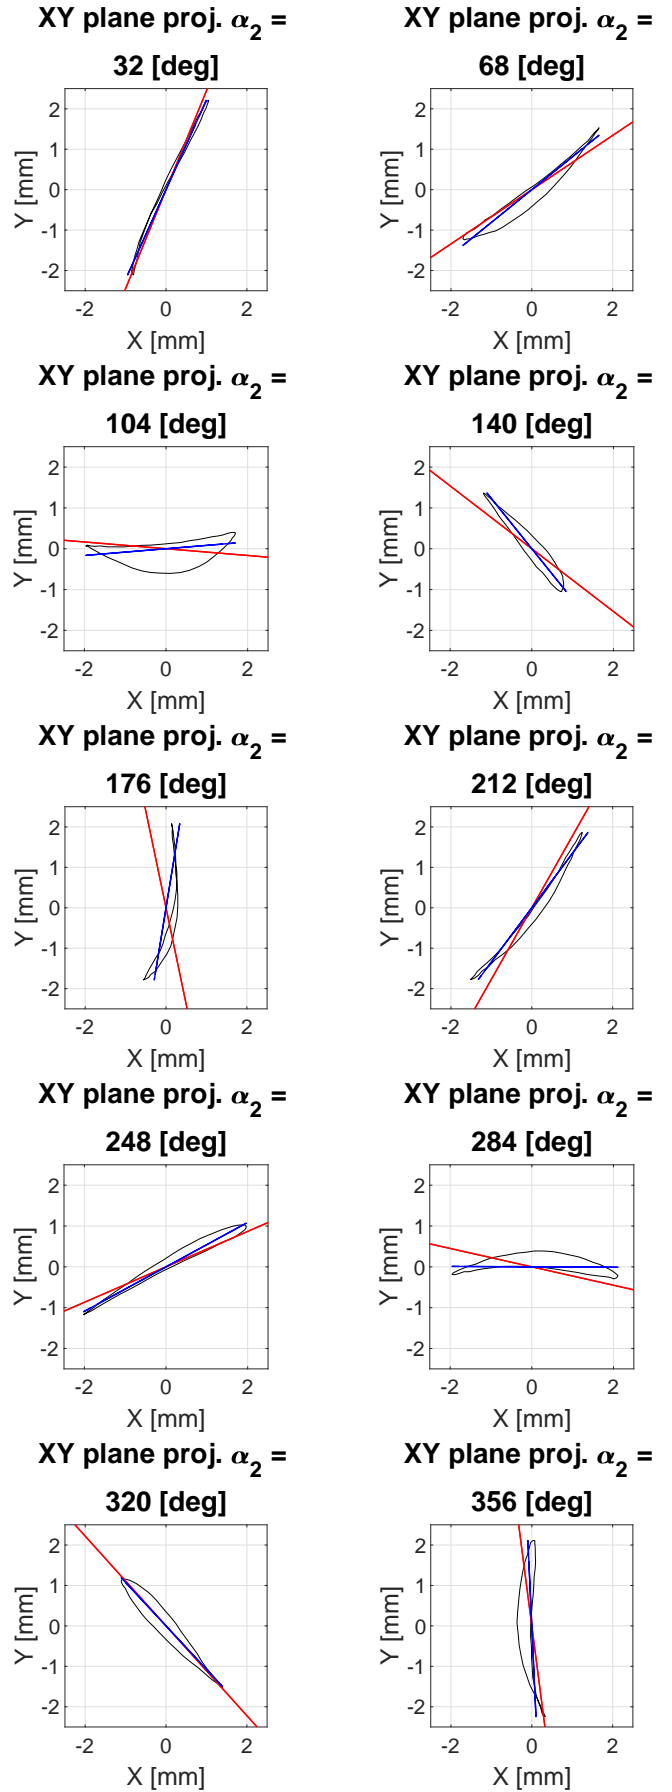 XY plane proj. α2 =
32 [deg]
2
1
0
-1
-2
Y [mm]
-2 0 2
X [mm]
XY plane proj. α2 =
68 [deg]
2
1
0
-1
-2
Y [mm]
-2 0 2
X [mm]
XY plane proj. α2 =
104 [deg]
2
1
0
-1
-2
Y [mm]
-2 0 2
X [mm]
XY plane proj. α2 =
140 [deg]
2
1
0
-1
-2
Y [mm]
-2 0 2
X [mm]
XY plane proj. α2 =
176 [deg]
2
1
0
-1
-2
Y [mm]
-2 0 2
X [mm]
XY plane proj. α2 =
212 [deg]
2
1
0
-1
-2
Y [mm]
-2 0 2
X [mm]
XY plane proj. α2 =
248 [deg]
2
1
0
-1
-2
Y [mm]
-2 0 2
X [mm]
XY plane proj. α2 =
284 [deg]
2
1
0
-1
-2
Y [mm]
-2 0 2
X [mm]
XY plane proj. α2 =
320 [deg]
2
1
0
-1
-2
Y [mm]
-2 0 2
X [mm]
XY plane proj. α2 =
356 [deg]
2
1
0
-1
-2
Y [mm]
-2 0 2
X [mm]